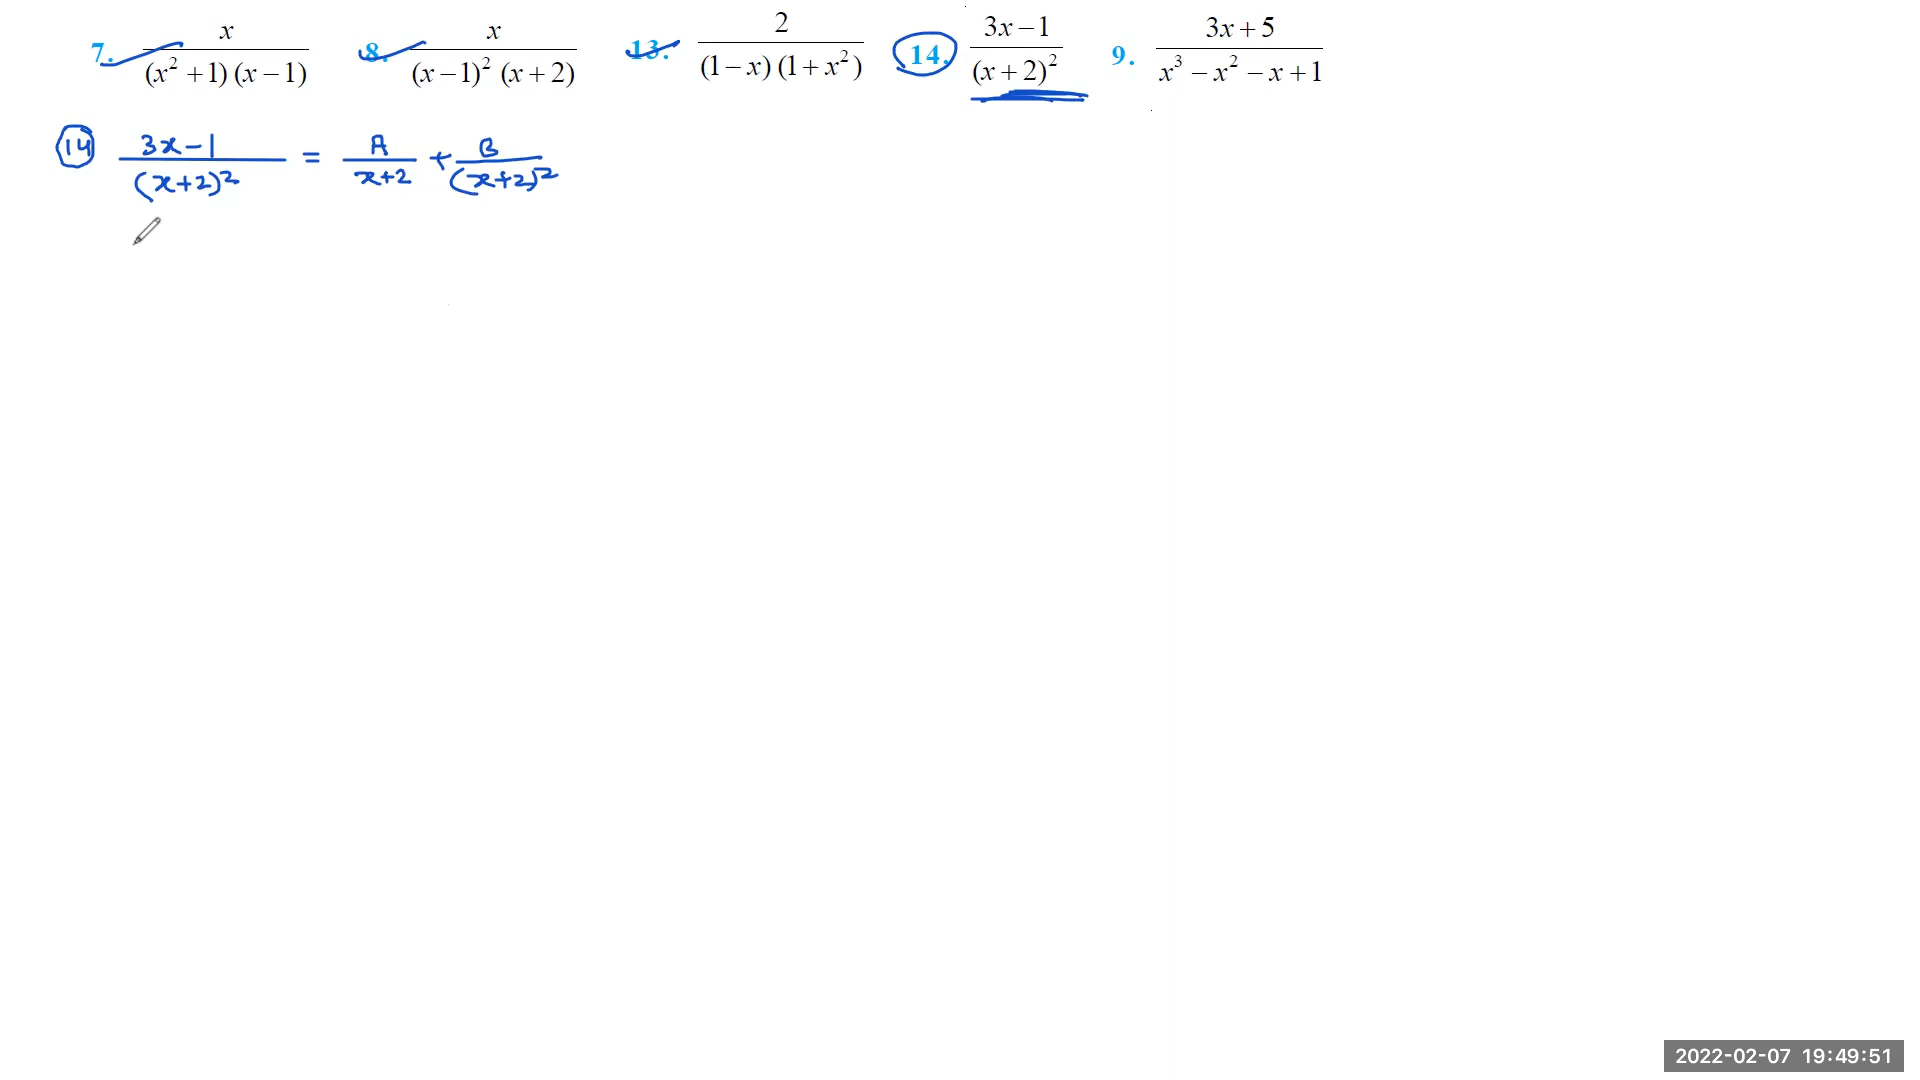 7. x/((x² + 1)(x − 1)) 8. x/((x − 1)² (x + 2)) 13. 2/((1 − x)(1 + x²)) 14. (3x − 1)/(x + 2)² 9. (3x + 5)/(x³ − x² − x + 1)
14 (3x − 1)/(x+2)² = A/(x+2) + B/(x+2)²
2022-02-07 19:49:51